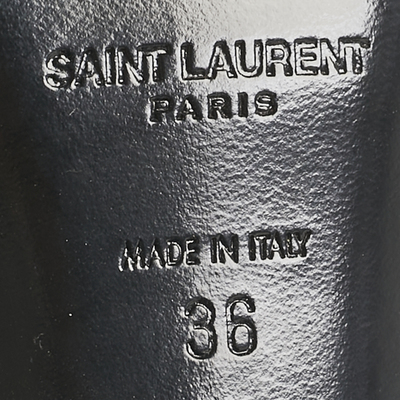 SAINT LAURENT
PARIS
MADE IN ITALY
36